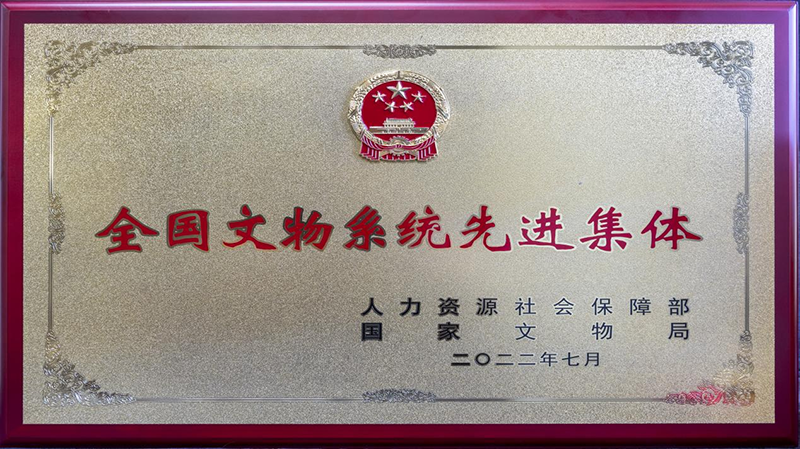 全国文物系统先进集体
人力资源社会保障部
国家文物局
二〇二二年七月